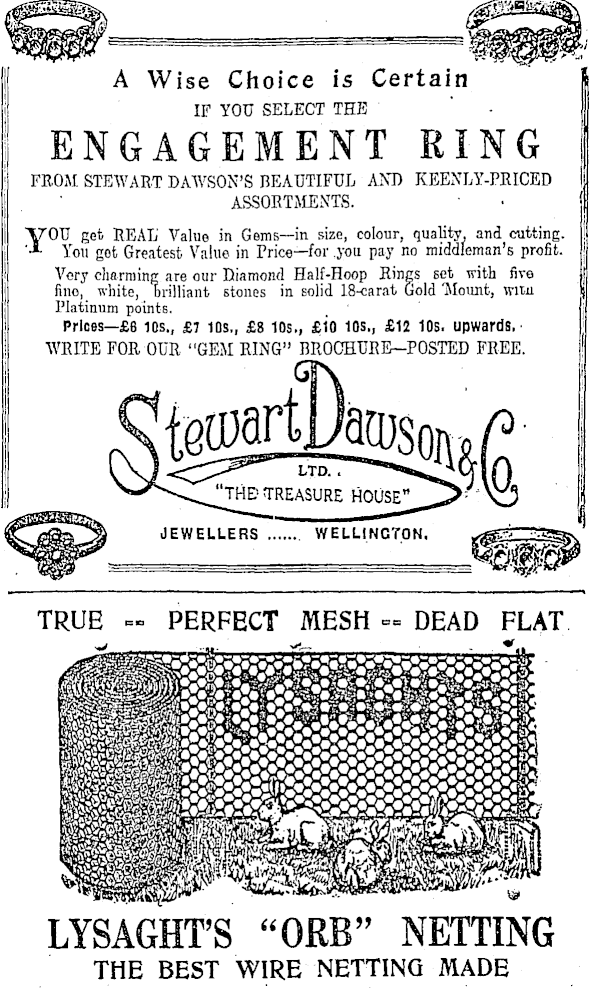 A Wise Choice is Certain
IF YOU SELECT THE
ENGAGEMENT RING
FROM STEWART DAWSON'S BEAUTIFUL AND KEENLY-PRICED
ASSORTMENTS.
YOU get REAL Value in Gems—in size, colour, quality, and cutting.
You get Greatest Value in Price—for you pay no middleman's profit.
Very charming are our Diamond Half-Hoop Rings set with five
fine, white, brilliant stones in solid 18-carat Gold Mount, with
Platinum points.
Prices—£6 10s., £7 10s., £8 10s., £10 10s., £12 10s. upwards.
WRITE FOR OUR "GEM RING" BROCHURE—POSTED FREE.
Stewart Dawson & Co.
LTD.
"THE TREASURE HOUSE"
JEWELLERS ...... WELLINGTON.
TRUE -- PERFECT MESH -- DEAD FLAT
LYSAGHTS
LYSAGHT'S "ORB" NETTING
THE BEST WIRE NETTING MADE